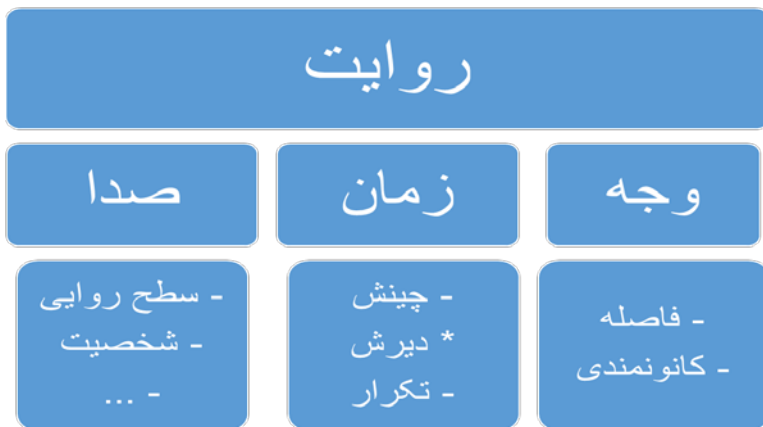 روایت
وجه
زمان
صدا
- فاصله
- کانونمندی
- چینش
* دیرش
- تکرار
- سطح روایی
- شخصیت
- ...